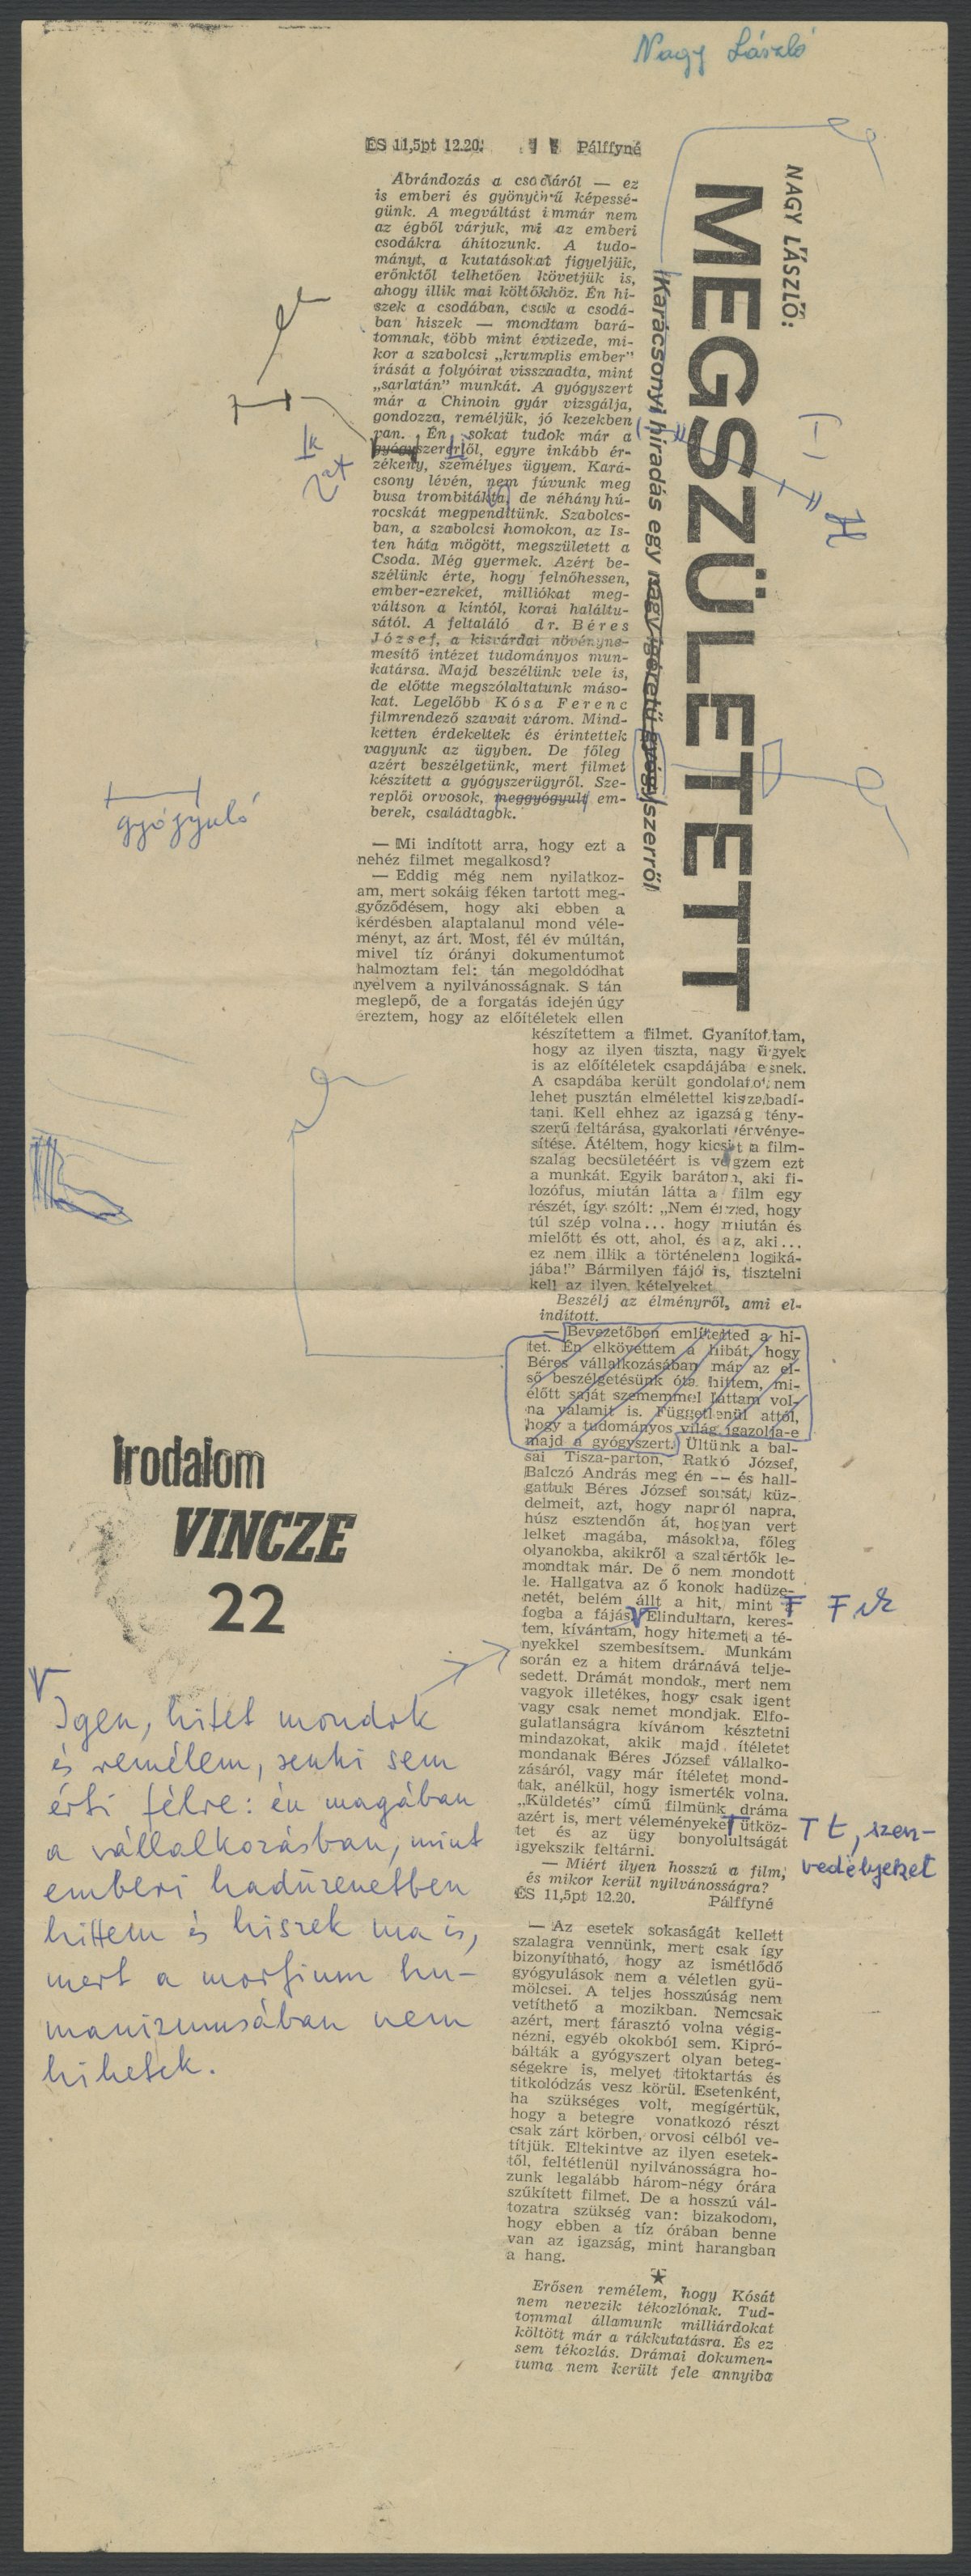 Nagy László
ES 11,5pt 12.20. Pálffyné
NAGY LÁSZLÓ:
MEGSZÜLETETT
Karácsonyi híradás egy nagy ígéretű gyógyszerről
Ábrándozás a csodáról — ez
is emberi és gyönyörű képessé-
günk. A megváltást immár nem
az égből várjuk, mi az emberi
csodákra áhítozunk. A tudo-
mányt, a kutatásokat figyeljük,
erőnktől telhetően követjük is,
ahogy illik mai költőkhöz. Én hi-
szek a csodában, csak a csodá-
ban hiszek — mondtam bará-
tomnak, több mint évtizede, mi-
kor a szabolcsi „krumplis ember”
írását a folyóirat visszaadta, mint
„sarlatán” munkát. A gyógyszert
már a Chinoin gyár vizsgálja,
gondozza, reméljük, jó kezekben
van. Én sokat tudok már a
gyógyszerről, egyre inkább ér-
zékeny, személyes ügyem. Kará-
csony lévén, nem fúvunk meg
busa trombitákta, de néhány hú-
rocskát megpendítünk. Szabolcs-
ban, a szabolcsi homokon, az Is-
ten háta mögött, megszületett a
Csoda. Még gyermek. Azért be-
szélünk érte, hogy felnőhessen,
ember-ezreket, milliókat meg-
váltson a kíntól, korai haláltu-
sától. A feltaláló dr. Béres
József, a kisvárdai növényne-
mesítő intézet tudományos mun-
katársa. Majd beszélünk vele is,
de előtte megszólaltatunk máso-
kat. Legelőbb Kósa Ferenc
filmrendező szavait várom. Mind-
ketten érdekeltek és érintettek
vagyunk az ügyben. De főleg
azért beszélgetünk, mert filmet
készített a gyógyszerügyről. Sze-
replői orvosok, meggyógyult em-
berek, családtagok.
gyógyuló
— Mi indított arra, hogy ezt a
nehéz filmet megalkosd?
— Eddig még nem nyilatkoz-
am, mert sokáig féken tartott meg-
győződésem, hogy aki ebben a
kérdésben alaptalanul mond véle-
ményt, az árt. Most, fél év múltán,
mivel tíz órányi dokumentumot
halmoztam fel: tán megoldódhat
nyelvem a nyilvánosságnak. S tán
meglepő, de a forgatás idején úgy
éreztem, hogy az előítéletek ellen
készítettem a filmet. Gyanítottam,
hogy az ilyen tiszta, nagy ügyek
is az előítéletek csapdájába esnek.
A csapdába került gondolatot nem
lehet pusztán elmélettel kiszabadí-
tani. Kell ehhez az igazság tény-
szerű feltárása, gyakorlati érvénye-
sítése. Átéltem, hogy kicsit a film-
szalag becsületéért is végzem ezt
a munkát. Egyik barátom, aki fi-
lozófus, miután látta a film egy
részét, így szólt: „Nem érzed, hogy
túl szép volna... hogy miután és
mielőtt és ott, ahol, és az, aki...
ez nem illik a történelem logiká-
jába!” Bármilyen fájó is, tisztelni
kell az ilyen kételyeket.
Beszélj az élményről, ami el-
indított.
— Bevezetőben említetted a hi-
tet. Én elkövettem a hibát, hogy
Béres vállalkozásában már az el-
ső beszélgetésünk óta hittem, mi-
előtt saját szememmel láttam vol-
na valamit is. Függetlenül attól,
hogy a tudományos világ igazolja-e
majd a gyógyszert. Ültünk a bal-
sai Tisza-parton, Ratkó József,
Balczó András meg én — és hall-
gattuk Béres József sorsát, küz-
delmeit, azt, hogy napról napra,
húsz esztendőn át, hogyan vert
lelket magába, másokba, főleg
olyanokba, akikről a szakértők le-
mondtak már. De ő nem mondott
le. Hallgatva az ő konok hadüze-
netét, belém állt a hit, mint
fogba a fájás. Elindultam, keres-
tem, kívántam, hogy hitemet a té-
nyekkel szembesítsem. Munkám
során ez a hitem drámává telje-
sedett. Drámát mondok, mert nem
vagyok illetékes, hogy csak igent
vagy csak nemet mondjak. Elfo-
gulatlanságra kívánom késztetni
mindazokat, akik majd ítéletet
mondanak Béres József vállalko-
zásáról, vagy már ítéletet mond-
tak, anélkül, hogy ismerték volna.
„Küldetés” című filmünk dráma
azért is, mert véleményeket ütköz-
tet és az ügy bonyolultságát
igyekszik feltárni.
t, szen-
vedélyeket
— Miért ilyen hosszú a film,
és mikor kerül nyilvánosságra?
ÉS 11,5pt 12.20. Pálffyné
— Az esetek sokaságát kellett
szalagra vennünk, mert csak így
bizonyítható, hogy az ismétlődő
gyógyulások nem a véletlen gyü-
mölcsei. A teljes hosszúság nem
vetíthető a mozikban. Nemcsak
azért, mert fárasztó volna végig-
nézni, egyéb okokból sem. Kipró-
bálták a gyógyszert olyan beteg-
ségekre is, melyet titoktartás és
titkolódzás vesz körül. Esetenként,
ha szükséges volt, megígértük,
hogy a betegre vonatkozó részt
csak zárt körben, orvosi célból ve-
títjük. Eltekintve az ilyen esetek-
től, feltétlenül nyilvánosságra ho-
zunk legalább három-négy órára
szűkített filmet. De a hosszú vál-
tozatra szükség van: bizakodom,
hogy ebben a tíz órában benne
van az igazság, mint harangban
a hang.
★
Erősen remélem, hogy Kósát
nem nevezik tékozlónak. Tud-
tommal államunk milliárdokat
költött már a rákkutatásra. És ez
sem tékozlás. Drámai dokumen-
tuma nem került fele annyiba
Irodalom
VINCZE
22
Igen, hitet mondok
és remélem, senki sem
érti félre: én magában
a vállalkozásban, mint
emberi hadüzenetben
hittem és hiszek ma is,
mert a morfium hu-
manizmusában nem
hihetek.